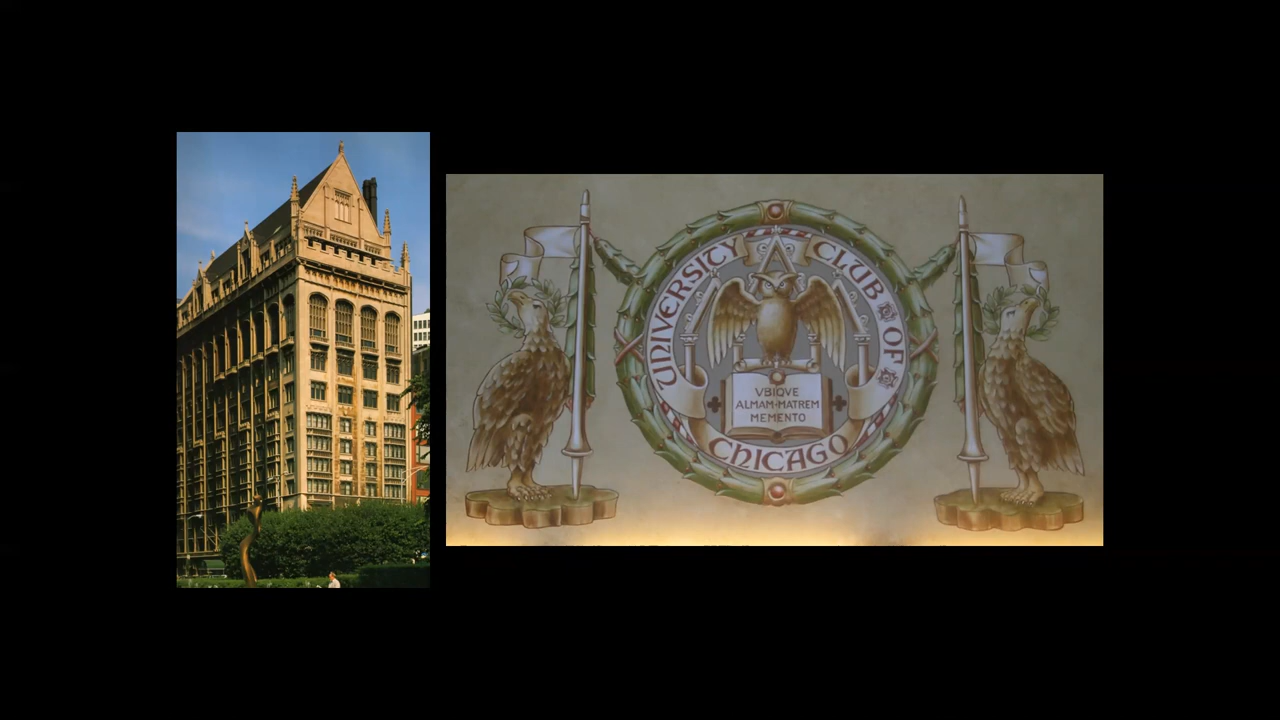 UNIVERSITY CLUB OF
CHICAGO
VBIQVE
ALMAM·MATREM
MEMENTO